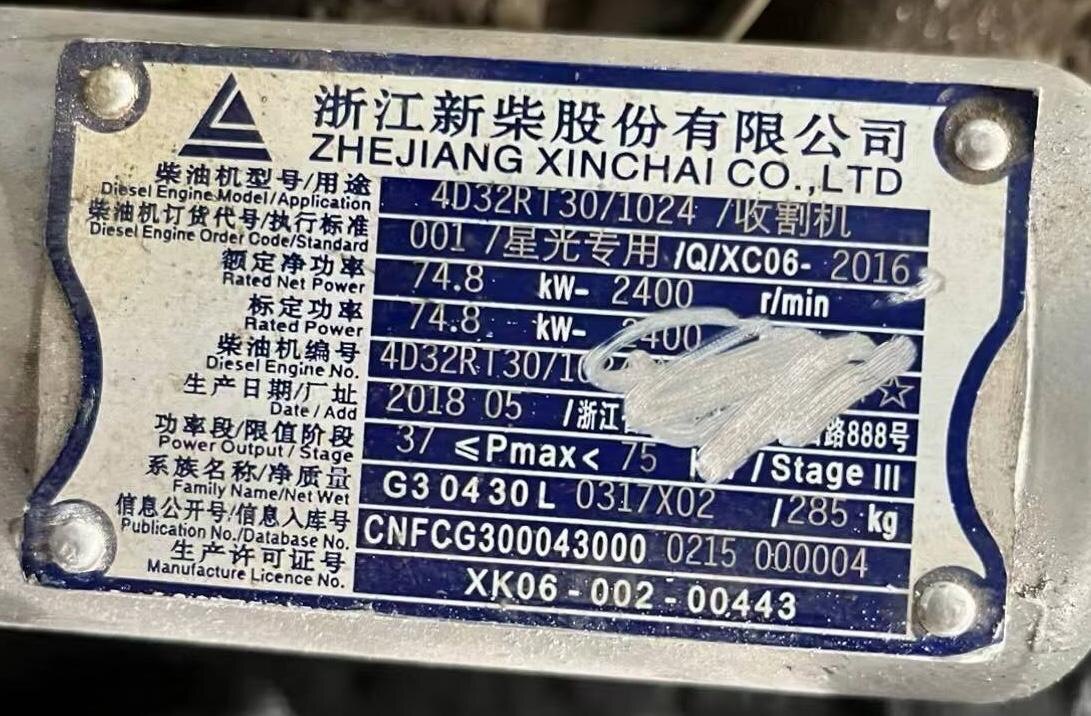 浙江新柴股份有限公司
ZHEJIANG XINCHAI CO.,LTD
柴油机型号/用途 4D32RT30/1024 /收割机
Diesel Engine Model/Application
柴油机订货代号/执行标准 001 /星光专用 /Q/XC06- 2016
Diesel Engine Order Code/Standard
额定净功率 74.8 kW- 2400 r/min
Rated Net Power
标定功率 74.8 kW- 2400
Rated Power
柴油机编号 4D32RT30/10 ☆
Diesel Engine No.
生产日期/厂址 2018 05 /浙江 路888号
Date/Add
功率段/限值阶段 37 ≤Pmax< 75 /Stage III
Power Output/Stage
系族名称/净质量 G30430L 0317X02 /285 kg
Family Name/Net Wet
信息公开号/信息入库号 CNFCG300043000 0215 000004
Publication No./Database No.
生产许可证号 XK06-002-00443
Manufacture Licence No.